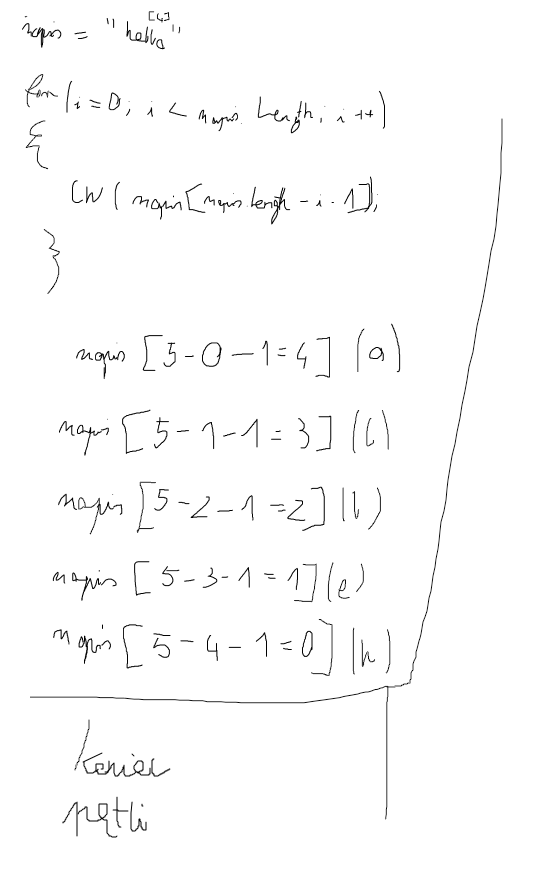 napis = "hello"
[4]
for (i=0; i < napis.Length; i++)
{
CW ( napis[napis.length - i - 1]);
}
napis [5-0-1=4] (o)
napis [5-1-1=3] (l)
napis [5-2-1=2] (l)
napis [5-3-1=1] (e)
napis [5-4-1=0] (h)
koniec
pętli